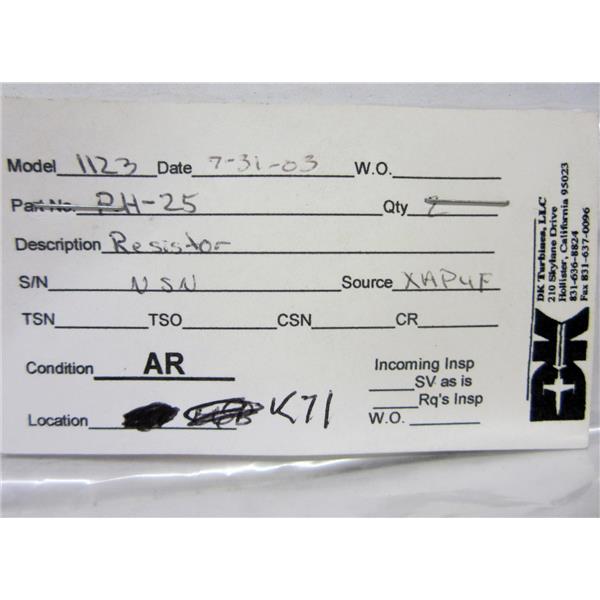 Model 1123 Date 7-31-03 W.O.
Part No. PH-25 Qty 2
Description Resistor
S/N NSN Source XAP4F
TSN TSO CSN CR
Condition AR
Incoming Insp
SV as is
Rq's Insp
Location K71 W.O.
DK Turbines, LLC
210 Skylane Drive
Hollister, California 95023
831-636-8824
Fax 831-637-0096
DK